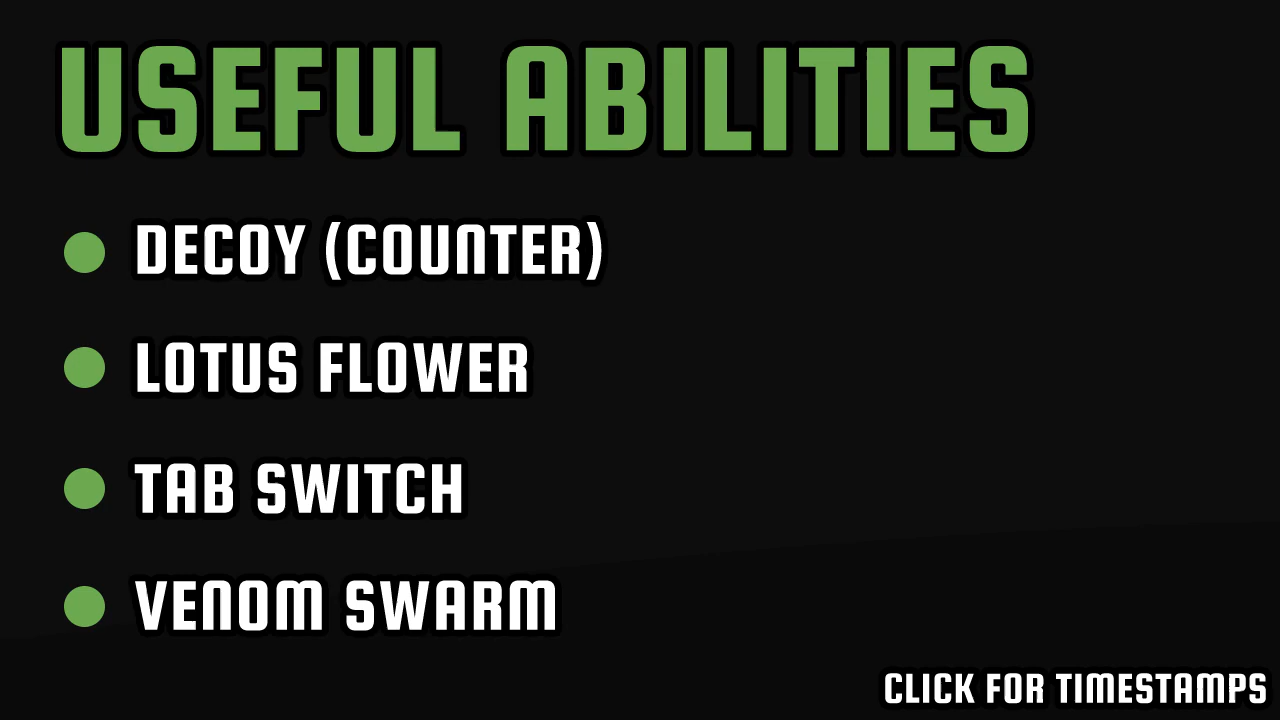 USEFUL ABILITIES
DECOY (COUNTER)
LOTUS FLOWER
TAB SWITCH
VENOM SWARM
CLICK FOR TIMESTAMPS